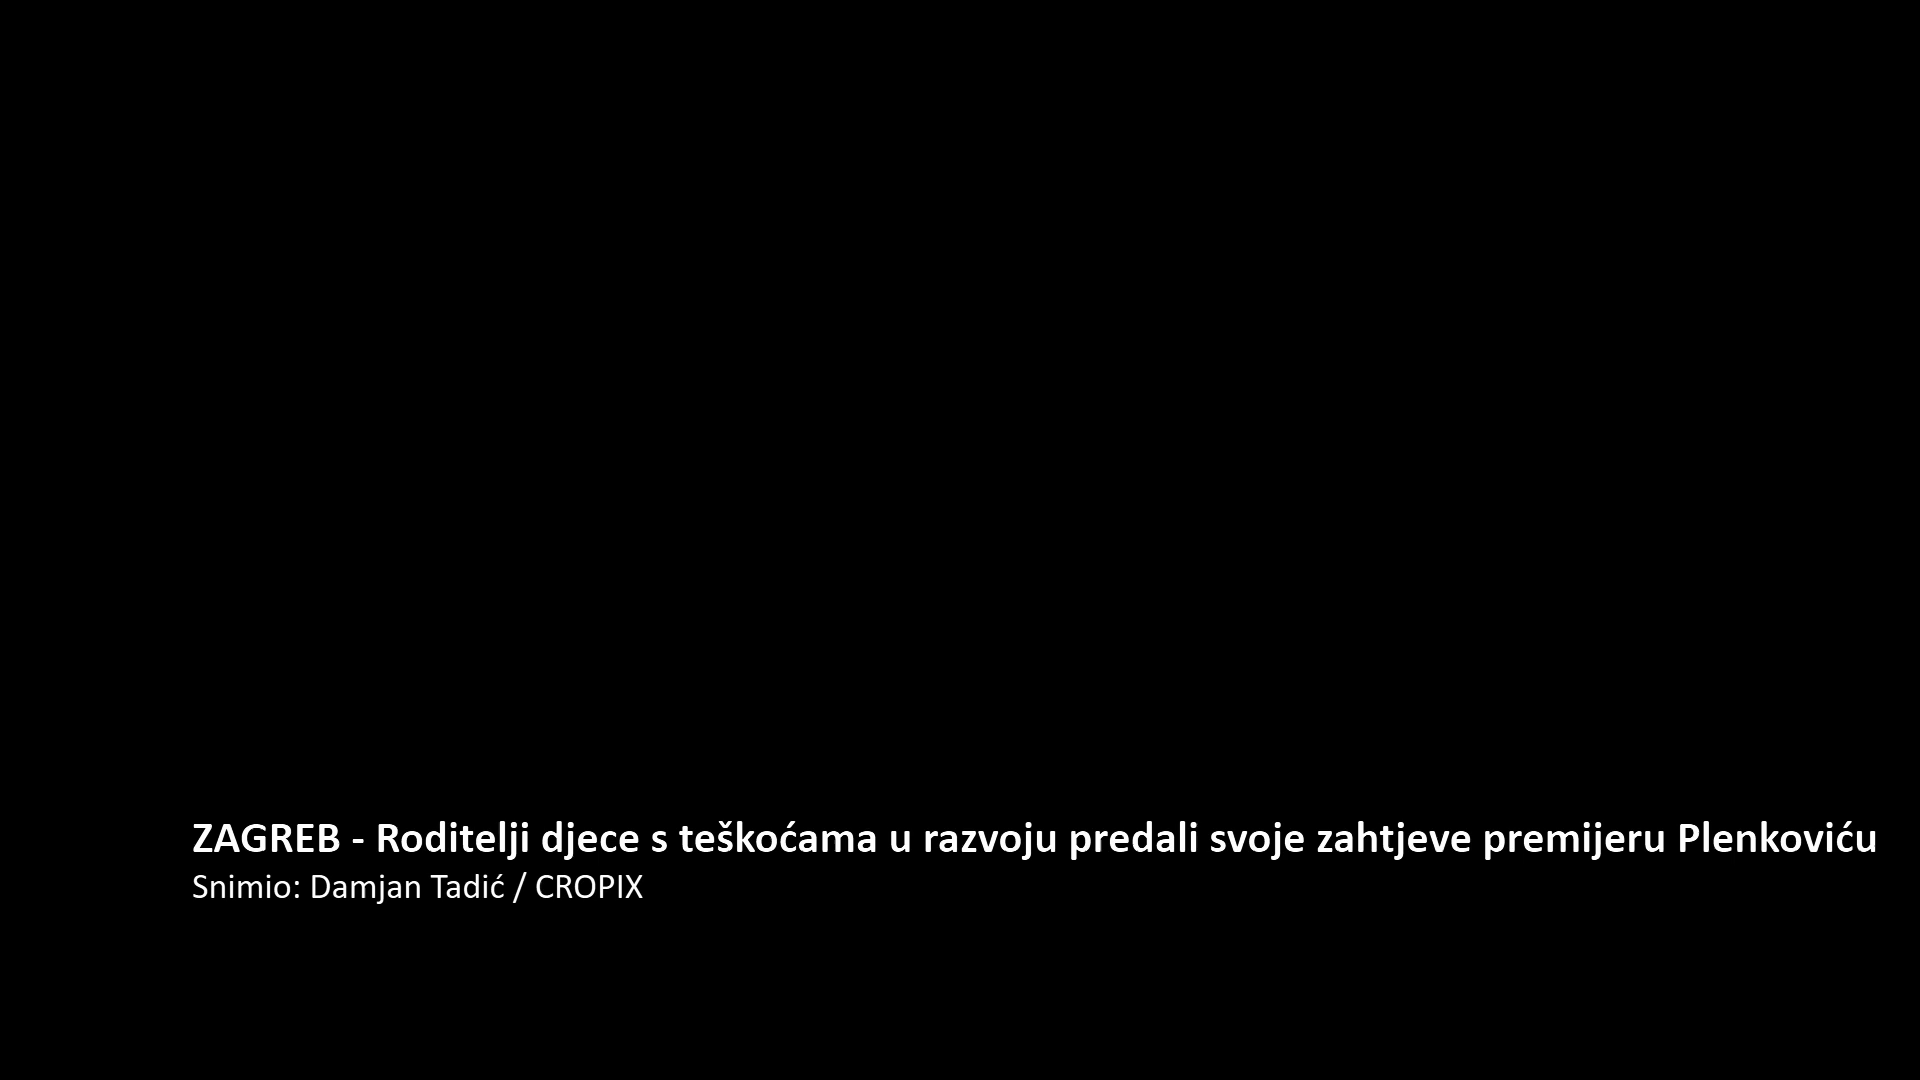 ZAGREB - Roditelji djece s teškoćama u razvoju predali svoje zahtjeve premijeru Plenkoviću
Snimio: Damjan Tadić / CROPIX